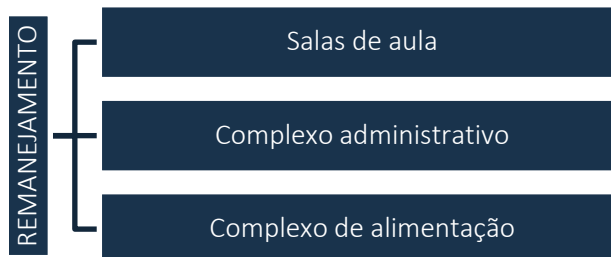 REMANEJAMENTO
Salas de aula
Complexo administrativo
Complexo de alimentação